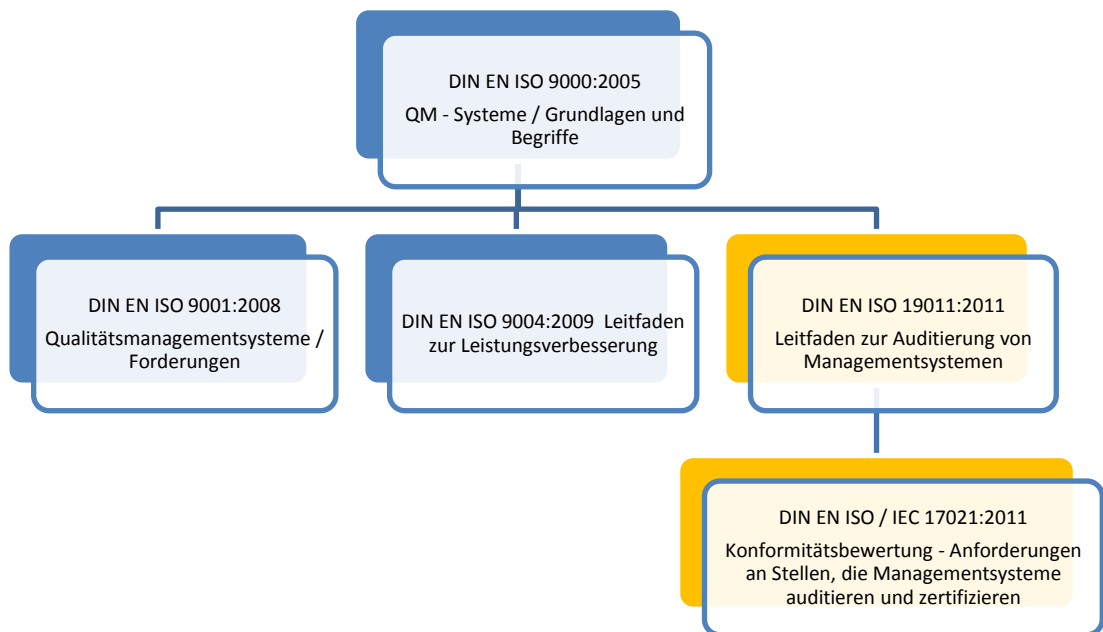 DIN EN ISO 9000:2005
QM - Systeme / Grundlagen und
Begriffe
DIN EN ISO 9001:2008
Qualitätsmanagementsysteme /
Forderungen
DIN EN ISO 9004:2009 Leitfaden
zur Leistungsverbesserung
DIN EN ISO 19011:2011
Leitfaden zur Auditierung von
Managementsystemen
DIN EN ISO / IEC 17021:2011
Konformitätsbewertung - Anforderungen
an Stellen, die Managementsysteme
auditieren und zertifizieren